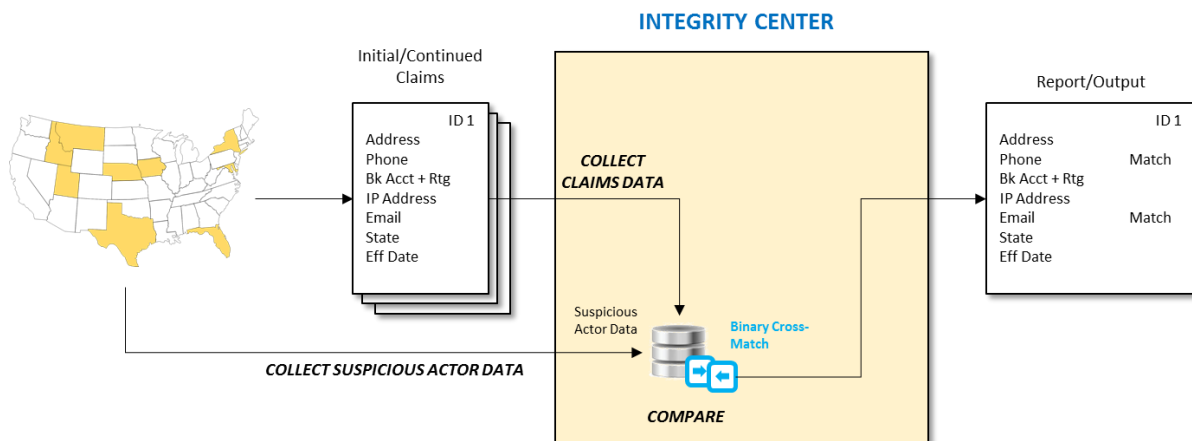 INTEGRITY CENTER
Initial/Continued
Claims
ID 1
Address
Phone
Bk Acct + Rtg
IP Address
Email
State
Eff Date
COLLECT
CLAIMS DATA
Suspicious
Actor Data
Binary Cross-
Match
COLLECT SUSPICIOUS ACTOR DATA
COMPARE
Report/Output
ID 1
Address
Phone Match
Bk Acct + Rtg
IP Address
Email Match
State
Eff Date